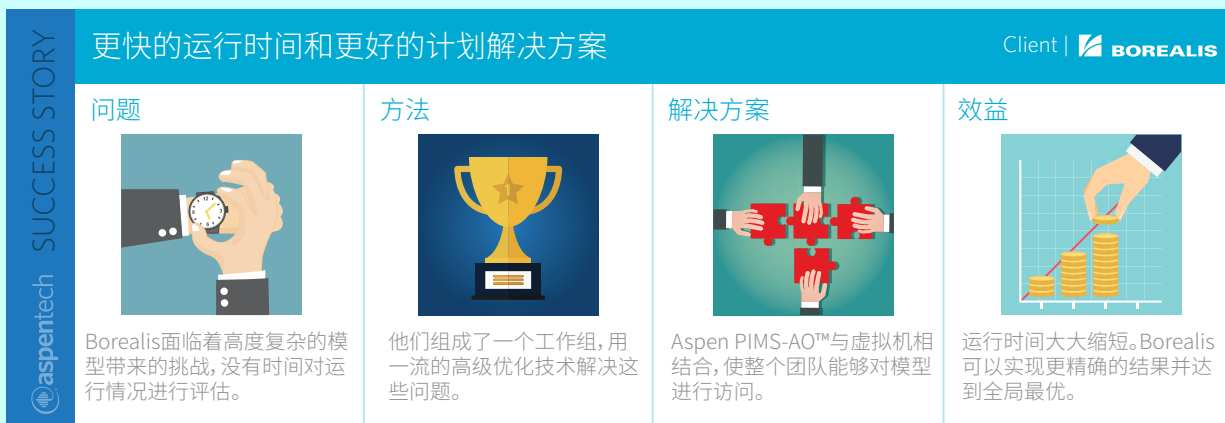 aspentech SUCCESS STORY
更快的运行时间和更好的计划解决方案
Client | BOREALIS
问题
Borealis面临着高度复杂的模
型带来的挑战,没有时间对运
行情况进行评估。
方法
1
他们组成了一个工作组,用
一流的高级优化技术解决这
些问题。
解决方案
Aspen PIMS-AO™与虚拟机相
结合,使整个团队能够对模型
进行访问。
效益
运行时间大大缩短。Borealis
可以实现更精确的结果并达
到全局最优。